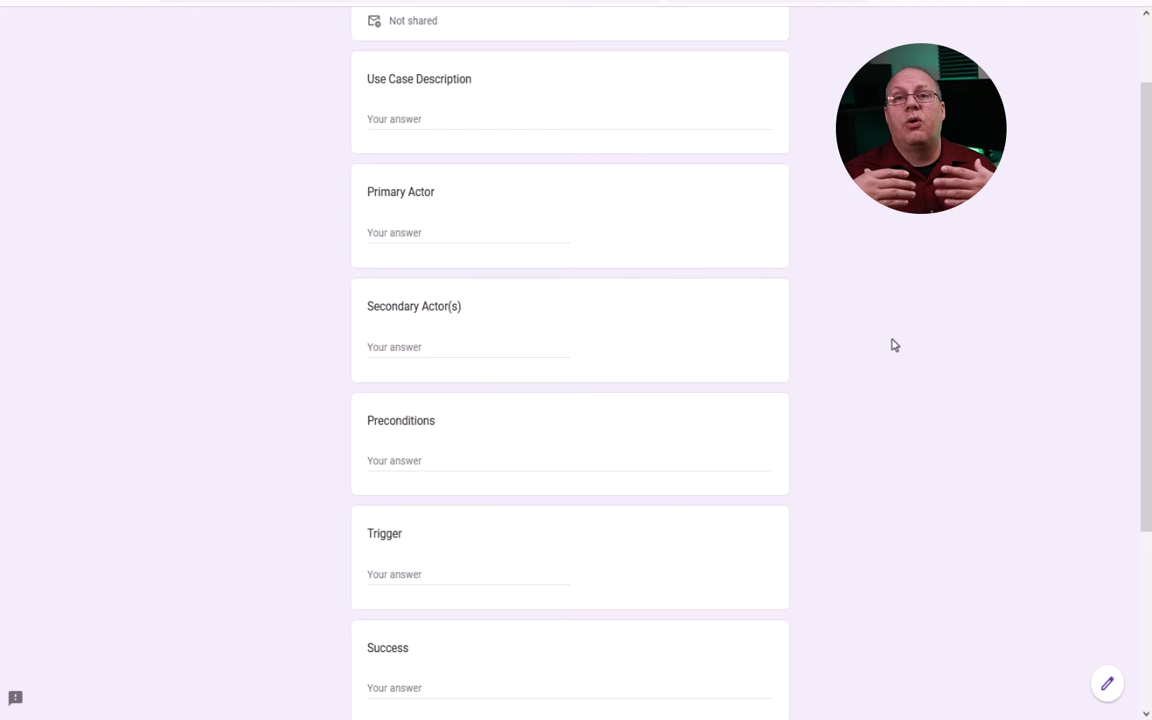 Not shared
Use Case Description
Your answer
Primary Actor
Your answer
Secondary Actor(s)
Your answer
Preconditions
Your answer
Trigger
Your answer
Success
Your answer